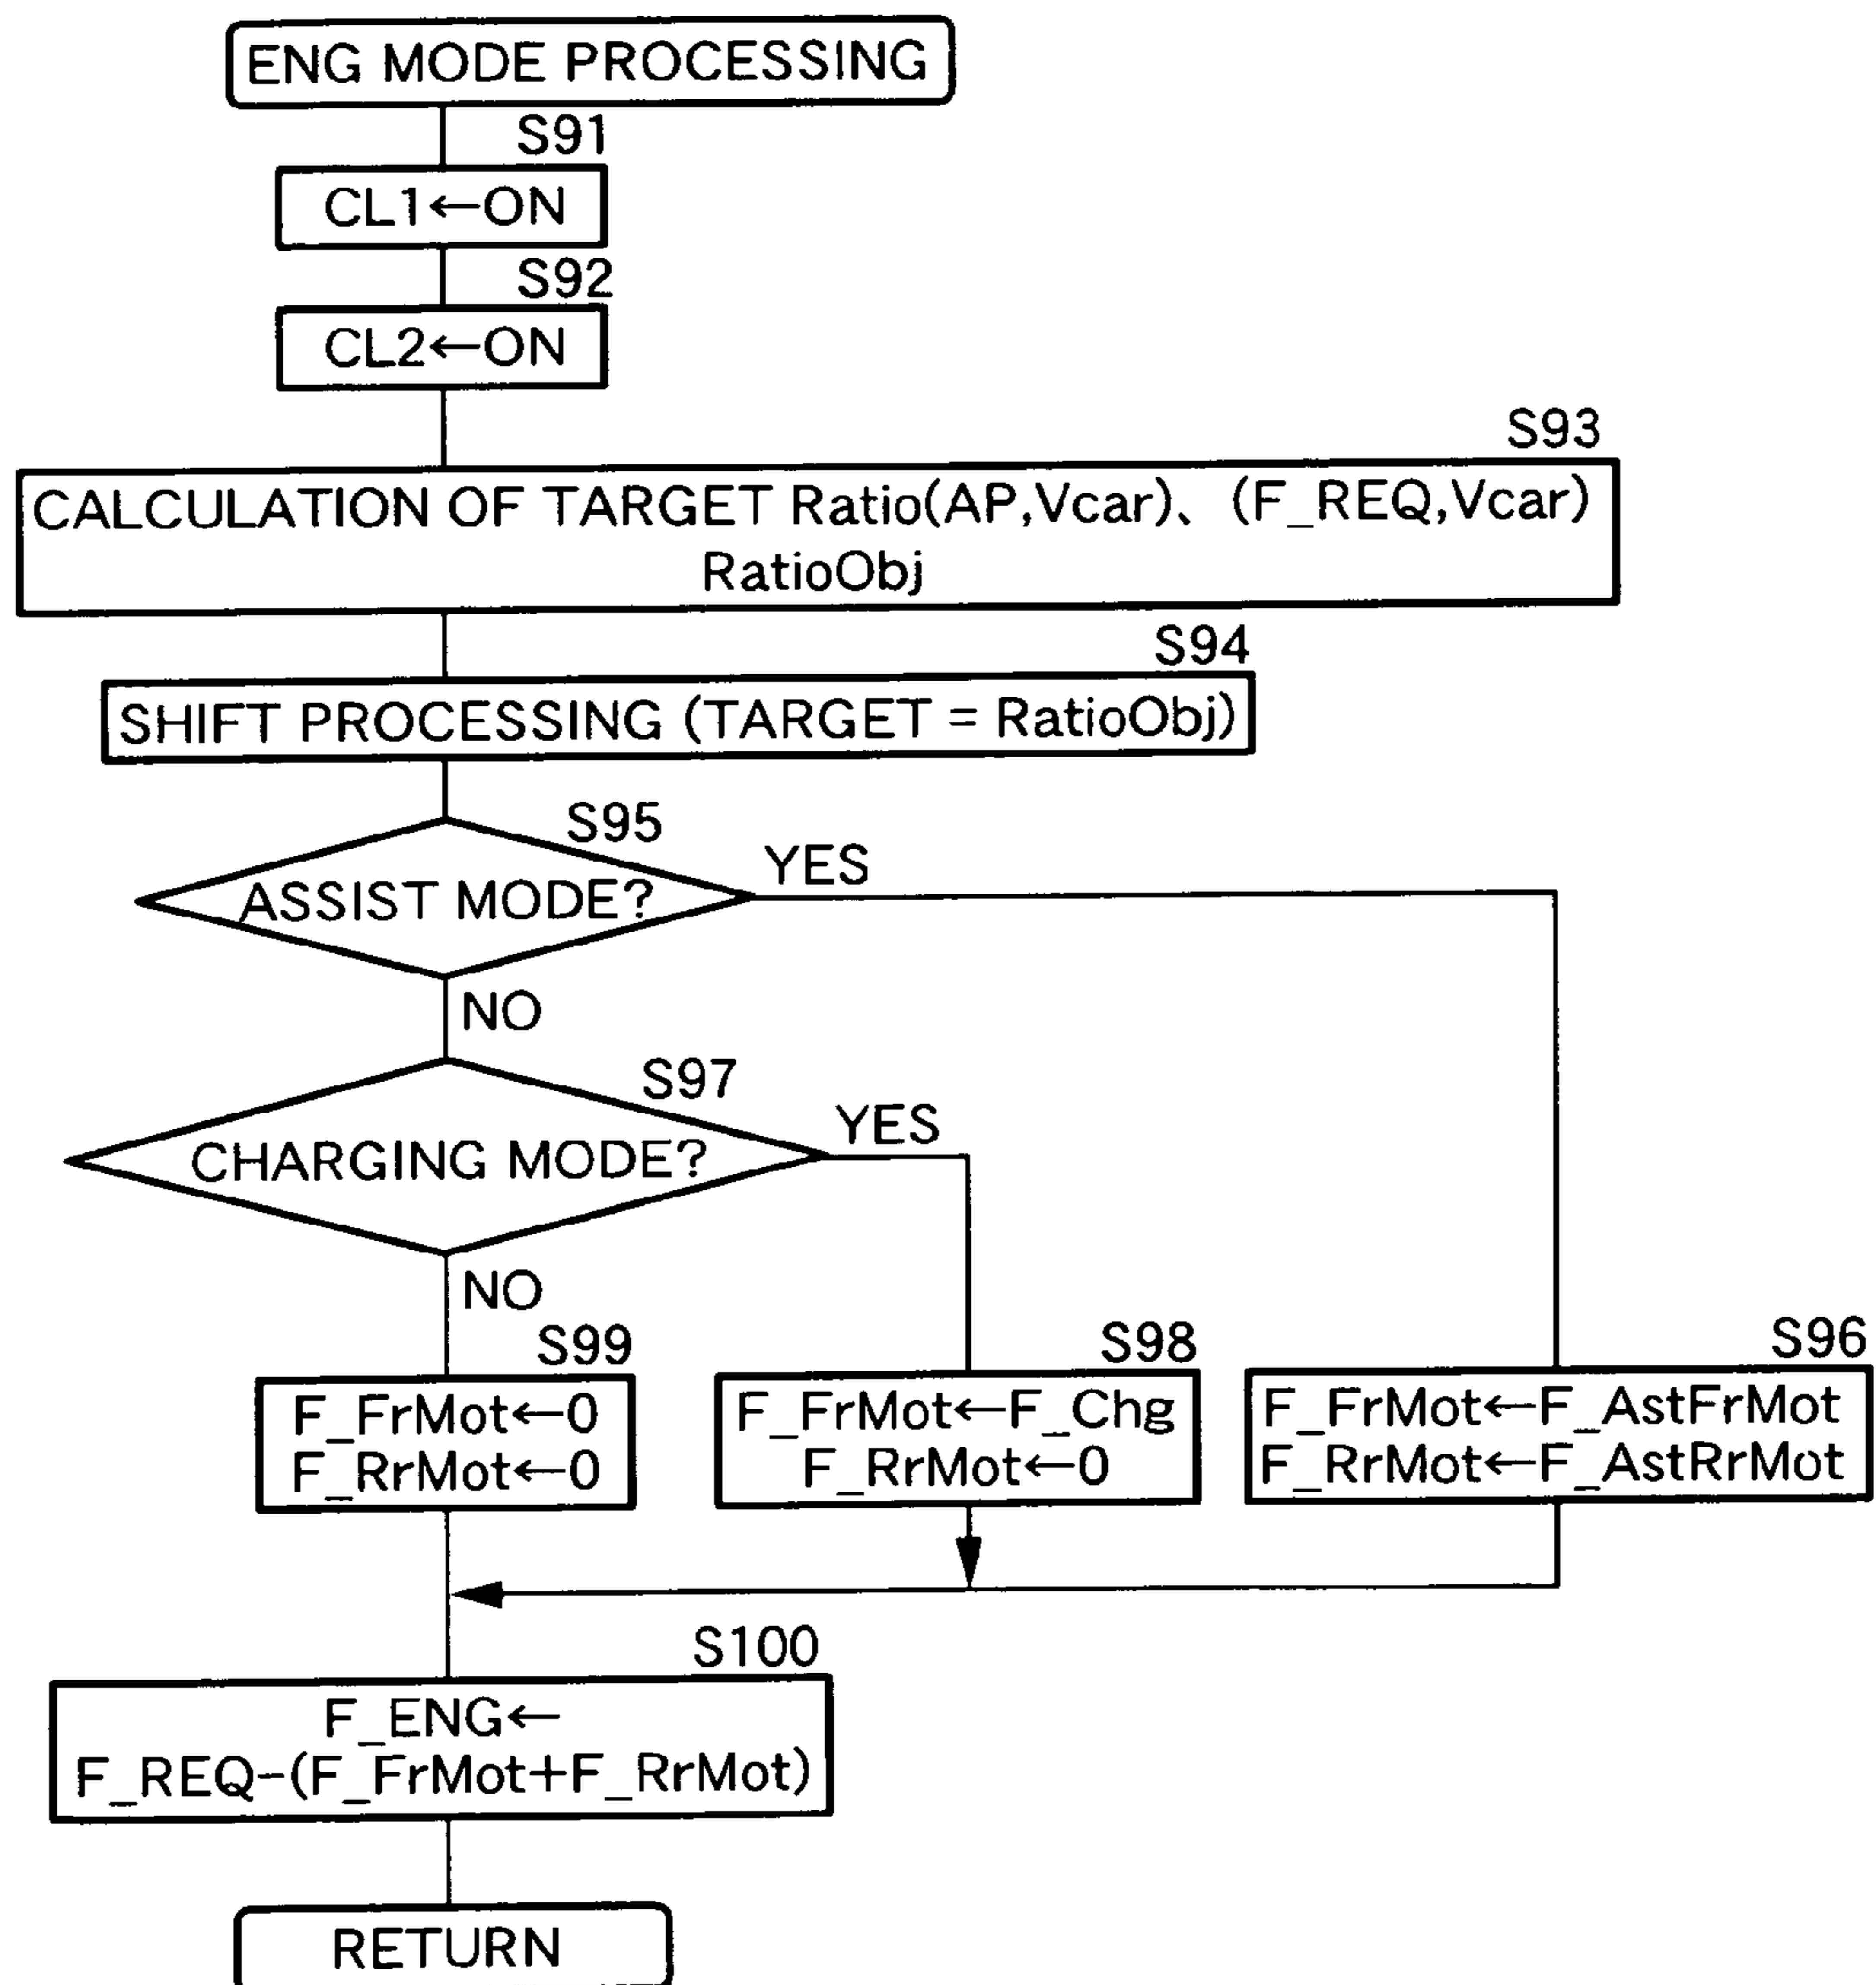 ENG MODE PROCESSING
S91
CL1←ON
S92
CL2←ON
S93
CALCULATION OF TARGET Ratio(AP,Vcar)、(F_REQ,Vcar)
RatioObj
S94
SHIFT PROCESSING (TARGET = RatioObj)
S95
ASSIST MODE?
YES
NO
S97
CHARGING MODE?
YES
NO
S99
F_FrMot←0
F_RrMot←0
S98
F_FrMot←F_Chg
F_RrMot←0
S96
F_FrMot←F_AstFrMot
F_RrMot←F_AstRrMot
S100
F_ENG←
F_REQ-(F_FrMot+F_RrMot)
RETURN